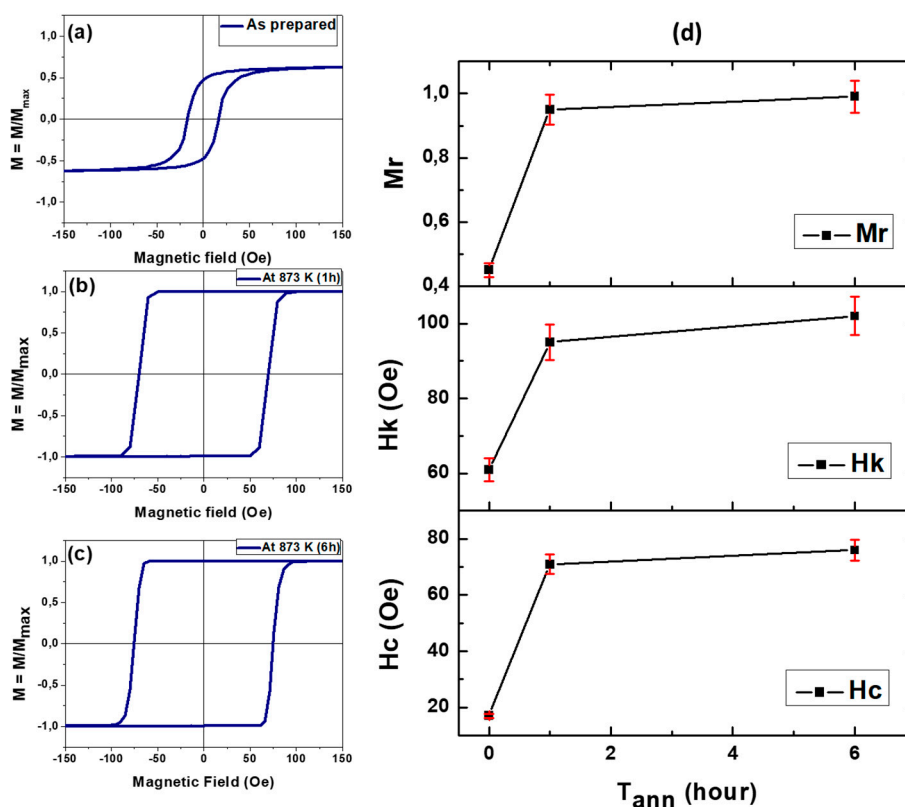 (a)
As prepared
M = M/Mmax
1,0
0,5
0,0
-0,5
-1,0
-150 -100 -50 0 50 100 150
Magnetic field (Oe)
(b)
At 873 K (1h)
M = M/Mmax
1,0
0,5
0,0
-0,5
-1,0
-150 -100 -50 0 50 100 150
Magnetic field (Oe)
(c)
At 873 K (6h)
M = M/Mmax
1,0
0,5
0,0
-0,5
-1,0
-150 -100 -50 0 50 100 150
Magnetic Field (Oe)
(d)
Mr
1,0
0,8
0,6
0,4
Mr
Hk (Oe)
100
80
60
Hk
Hc (Oe)
80
60
40
20
Hc
0 2 4 6
Tann (hour)